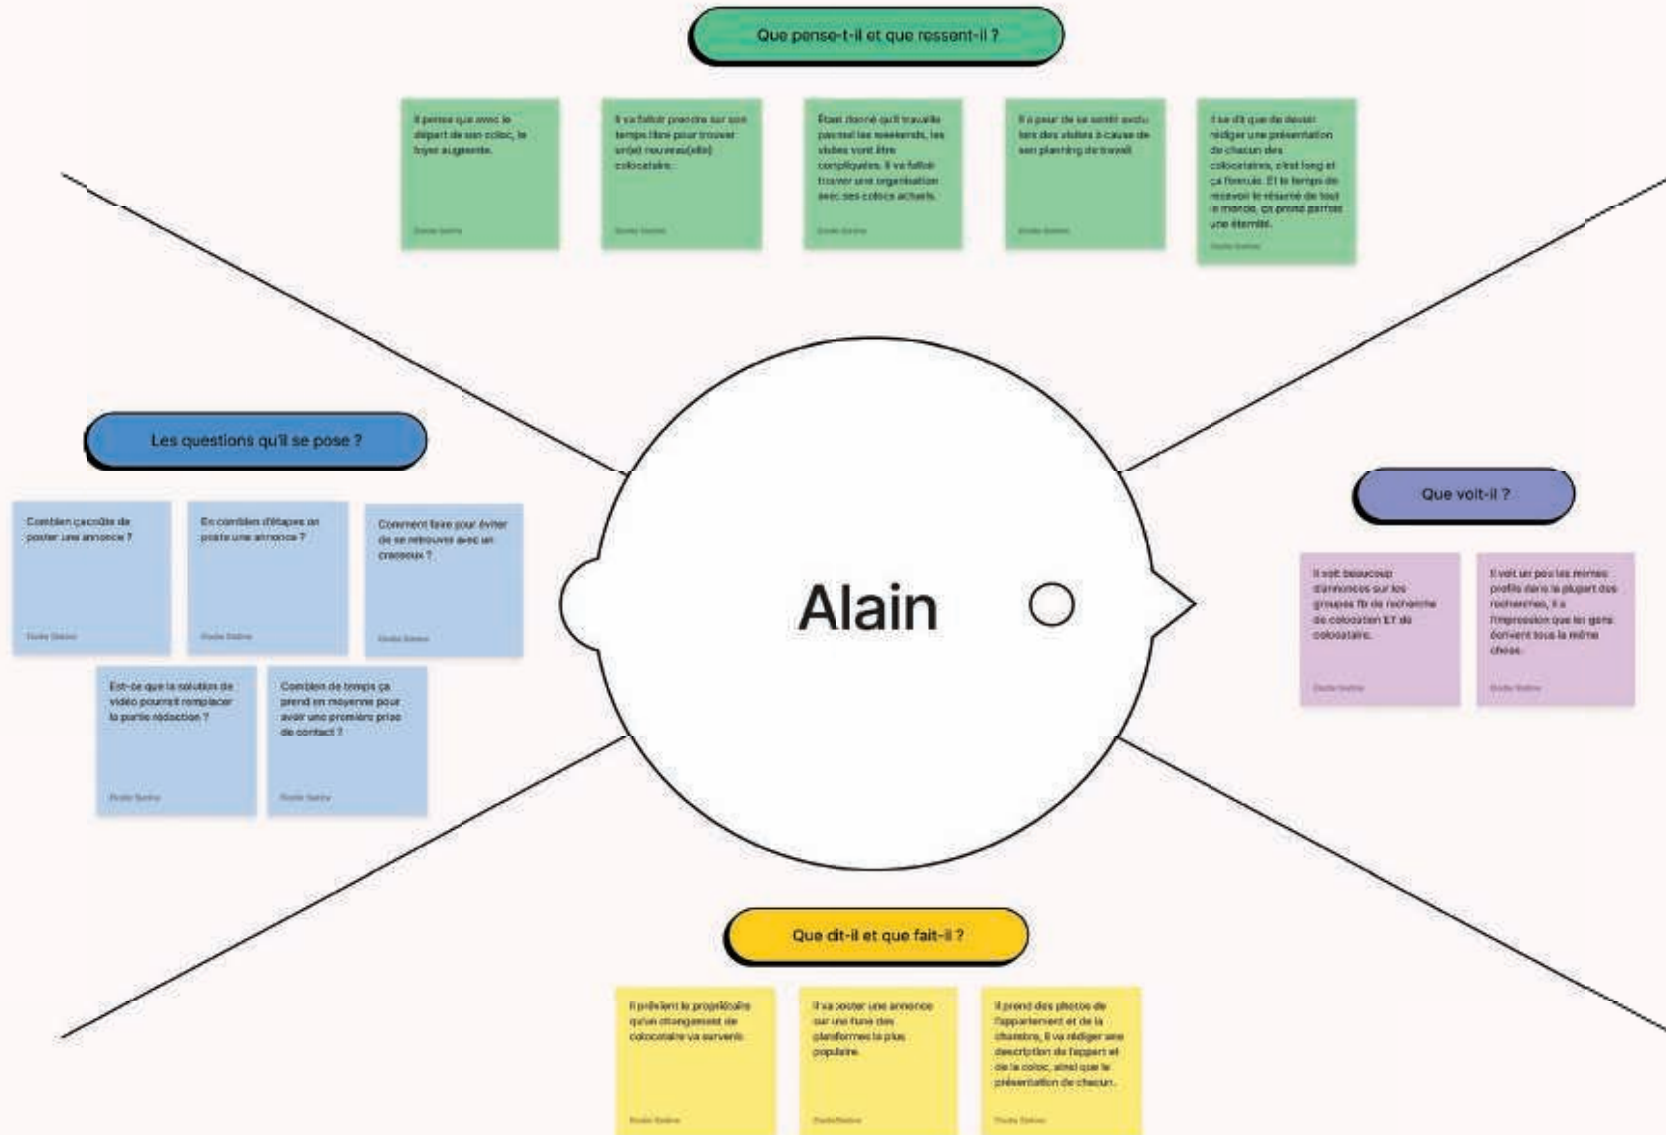 Que pense-t-il et que ressent-il ?
Il pense que avec le
départ de son coloc, le
loyer augmente.
Il va falloir prendre sur son
temps libre pour trouver
un(e) nouveau(elle)
colocataire.
Étant donné qu'il travaille
pas mal les weekends, les
visites vont être
compliquées. Il va falloir
trouver une organisation
avec ses colocs actuels.
Il a peur de se sentir exclu
lors des visites à cause de
son planning de travail
Il se dit que de devoir
rédiger une présentation
de chacun des
colocataires, c'est long et
ça l'ennuie. Et le temps de
recevoir le résumé de tout
le monde, ça prend parfois
une éternité.
Les questions qu'il se pose ?
Combien ça coûte de
poster une annonce ?
En combien d'étapes on
poste une annonce ?
Comment faire pour éviter
de se retrouver avec un
crasseux ?
Est-ce que la solution de
vidéo pourrait remplacer
la partie rédaction ?
Combien de temps ça
prend en moyenne pour
avoir une première prise
de contact ?
Alain
Que voit-il ?
Il voit beaucoup
d'annonces sur les
groupes fb de recherche
de colocation ET de
colocataire.
Il voit un peu les mêmes
profils dans la plupart des
recherches, il a
l'impression que les gens
écrivent tous la même
chose.
Que dit-il et que fait-il ?
Il prévient le propriétaire
qu'un changement de
colocataire va survenir.
Il va poster une annonce
sur une des
plateformes la plus
populaire.
Il prend des photos de
l'appartement et de la
chambre, il va rédiger une
description de l'appart et
de la coloc, ainsi que la
présentation de chacun.